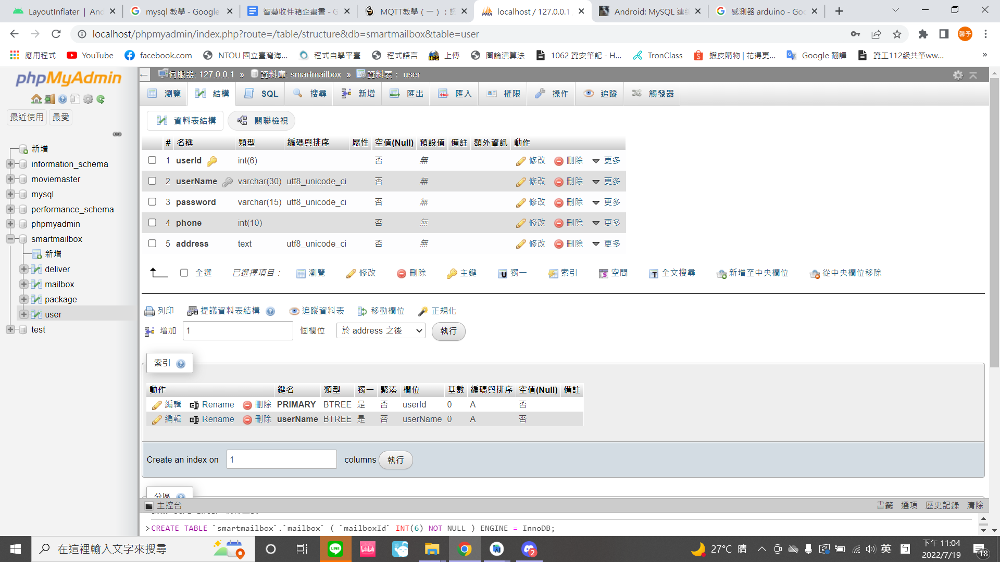 LayoutInflater | And
mysql 教學 - Google
智慧收件箱企畫書 - G
MQTT教學（一）：認
localhost / 127.0.0.1
Android: MySQL 連線
感測器 arduino - Goo
localhost/phpmyadmin/index.php?route=/table/structure&db=smartmailbox&table=user
馨予
應用程式
YouTube
facebook.com
NTOU 國立臺灣海...
程式自學平臺
程式語言
上傳
圖論演算法
1062 資安筆記 - H...
TronClass
蝦皮購物 | 花得更...
Google 翻譯
資工112級共筆ww...
»
phpMyAdmin
最近使用 最愛
新增
information_schema
moviemaster
mysql
performance_schema
phpmyadmin
smartmailbox
新增
deliver
mailbox
package
user
test
伺服器: 127.0.0.1 » 資料庫: smartmailbox » 資料表： user
瀏覽 結構 SQL 搜尋 新增 匯出 匯入 權限 操作 追蹤 觸發器
資料表結構 關聯檢視
# 名稱 類型 編碼與排序 屬性 空值(Null) 預設值 備註 額外資訊 動作
1 userId int(6) 否 無 修改 刪除 更多
2 userName varchar(30) utf8_unicode_ci 否 無 修改 刪除 更多
3 password varchar(15) utf8_unicode_ci 否 無 修改 刪除 更多
4 phone int(10) 否 無 修改 刪除 更多
5 address text utf8_unicode_ci 否 無 修改 刪除 更多
全選 已選擇項目： 瀏覽 修改 刪除 主鍵 獨一 索引 空間 全文搜尋 新增至中央欄位 從中央欄位移除
列印 提議資料表結構 追蹤資料表 移動欄位 正規化
增加 1 個欄位 於 address 之後 執行
索引
動作 鍵名 類型 獨一 緊湊 欄位 基數 編碼與排序 空值(Null) 備註
編輯 Rename 刪除 PRIMARY BTREE 是 否 userId 0 A 否
編輯 Rename 刪除 userName BTREE 是 否 userName 0 A 否
Create an index on 1 columns 執行
分區
主控台 書籤 選項 歷史記錄 清除
>CREATE TABLE `smartmailbox`.`mailbox` ( `mailboxId` INT(6) NOT NULL ) ENGINE = InnoDB;
在這裡輸入文字來搜尋
LINE
bilibili
2
27°C 晴
英
下午 11:04
2022/7/19
18